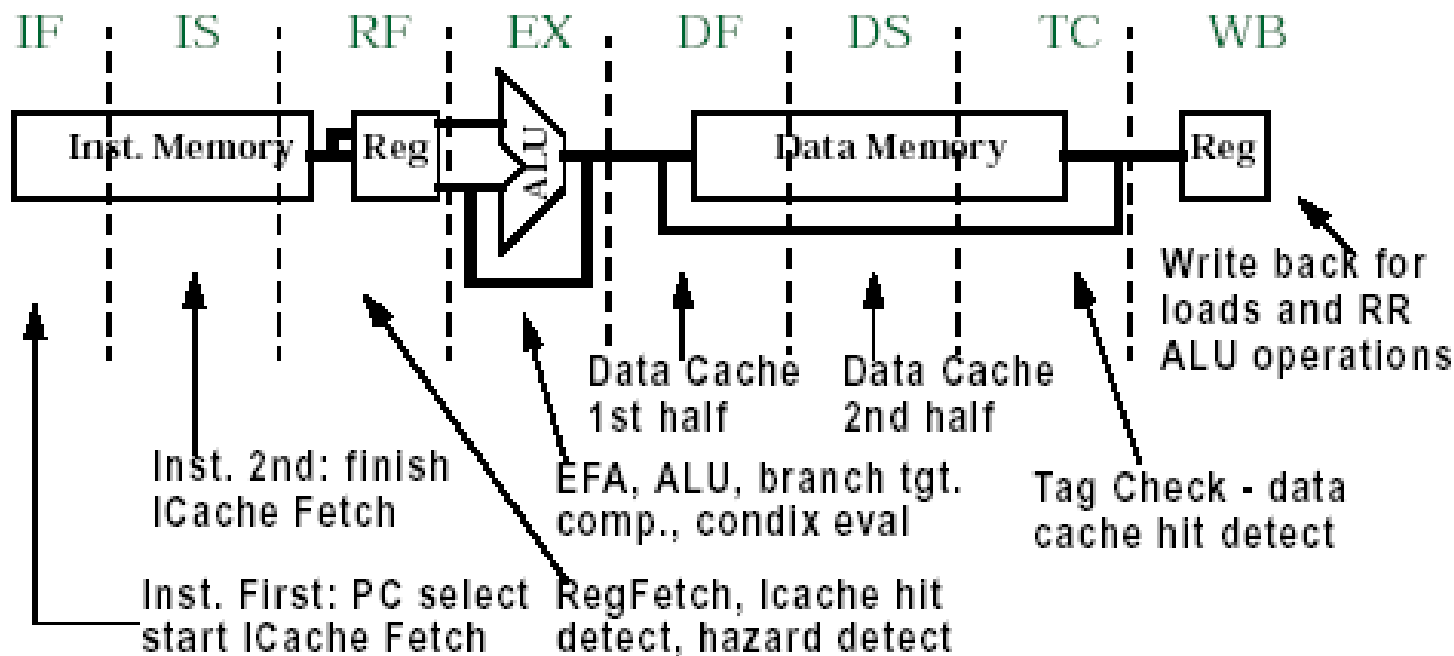 IF IS RF EX DF DS TC WB
Inst. Memory
Reg
ALU
Data Memory
Reg
Write back for
loads and RR
ALU operations
Data Cache
1st half
Data Cache
2nd half
Inst. 2nd: finish
ICache Fetch
EFA, ALU, branch tgt.
comp., condix eval
Tag Check - data
cache hit detect
Inst. First: PC select
start ICache Fetch
RegFetch, Icache hit
detect, hazard detect